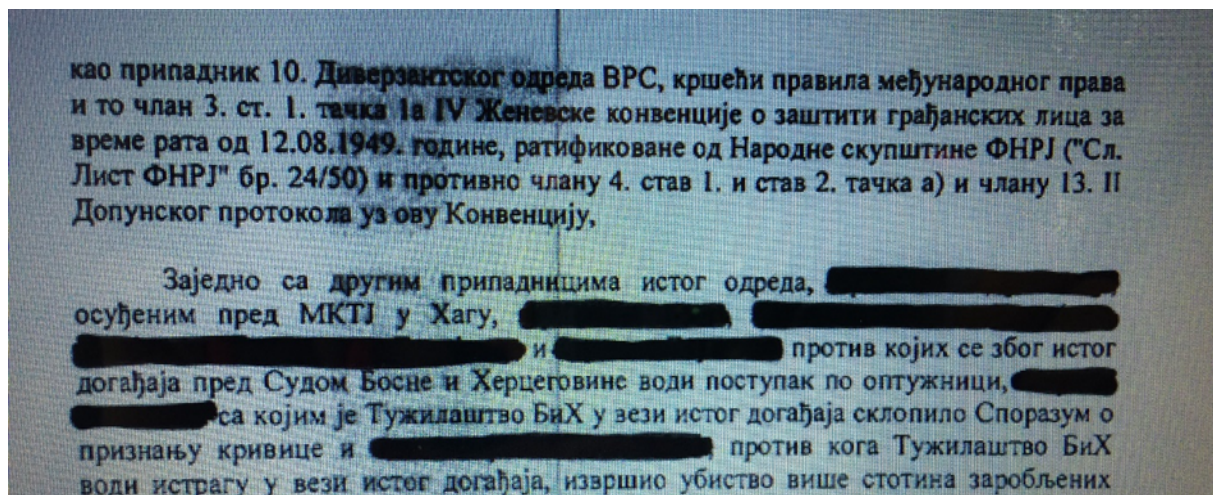 као припадник 10. Диверзантског одреда ВРС, кршећи правила међународног права
и то члан 3. ст. 1. тачка 1а IV Женевске конвенције о заштити грађанских лица за
време рата од 12.08.1949. године, ратификоване од Народне скупштине ФНРЈ ("Сл.
Лист ФНРЈ" бр. 24/50) и противно члану 4. став 1. и став 2. тачка а) и члану 13. II
Допунског протокола уз ову Конвенцију,
Заједно са другим припадницима истог одреда,
осуђеним пред МКТЈ у Хагу,
и против којих се због истог
догађаја пред Судом Босне и Херцеговине води поступак по оптужници,
са којим је Тужилаштво БиХ у вези истог догађаја склопило Споразум о
признању кривице и против кога Тужилаштво БиХ
води истрагу у вези истог догађаја, извршио убиство више стотина заробљених